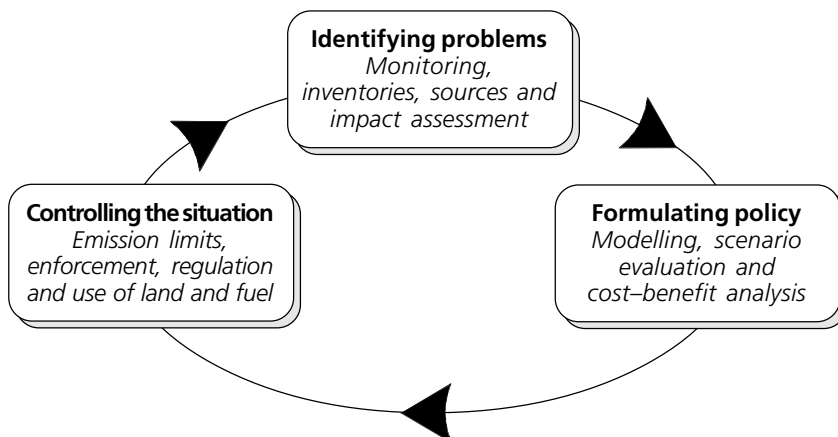 Identifying problems
Monitoring,
inventories, sources and
impact assessment
Controlling the situation
Emission limits,
enforcement, regulation
and use of land and fuel
Formulating policy
Modelling, scenario
evaluation and
cost–benefit analysis